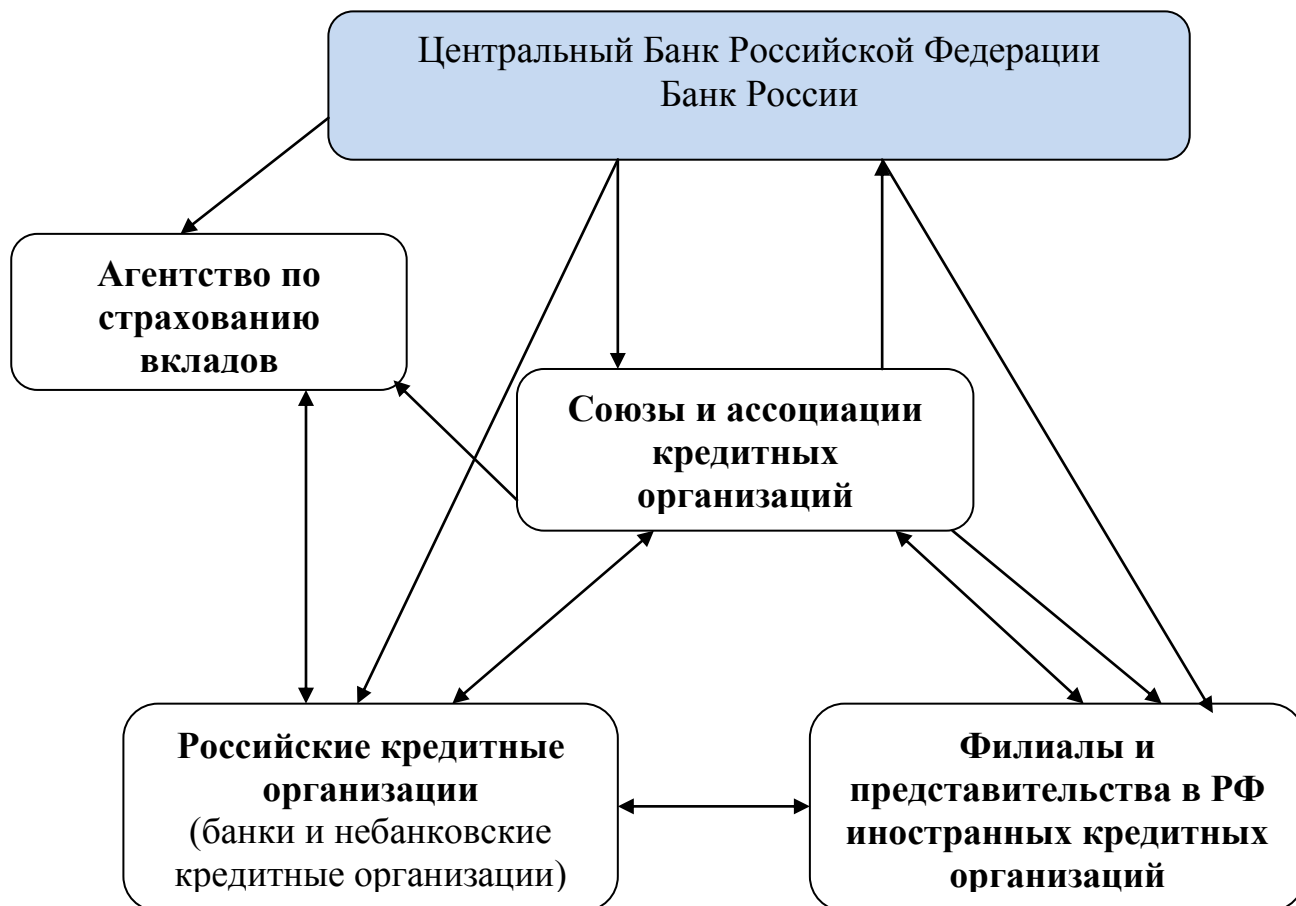 Центральный Банк Российской Федерации
Банк России
Агентство по
страхованию
вкладов
Союзы и ассоциации
кредитных
организаций
Российские кредитные
организации
(банки и небанковские
кредитные организации)
Филиалы и
представительства в РФ
иностранных кредитных
организаций